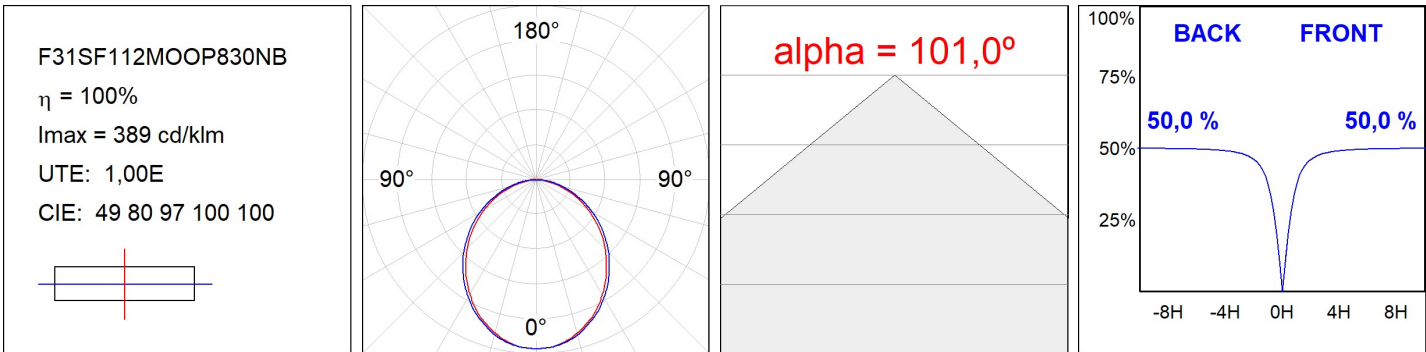 F31SF112MOOP830NB
η = 100%
Imax = 389 cd/klm
UTE: 1,00E
CIE: 49 80 97 100 100
180°
90° 90°
0°
alpha = 101,0º
100%
BACK FRONT
75%
50,0 % 50,0 %
50%
25%
-8H -4H 0H 4H 8H